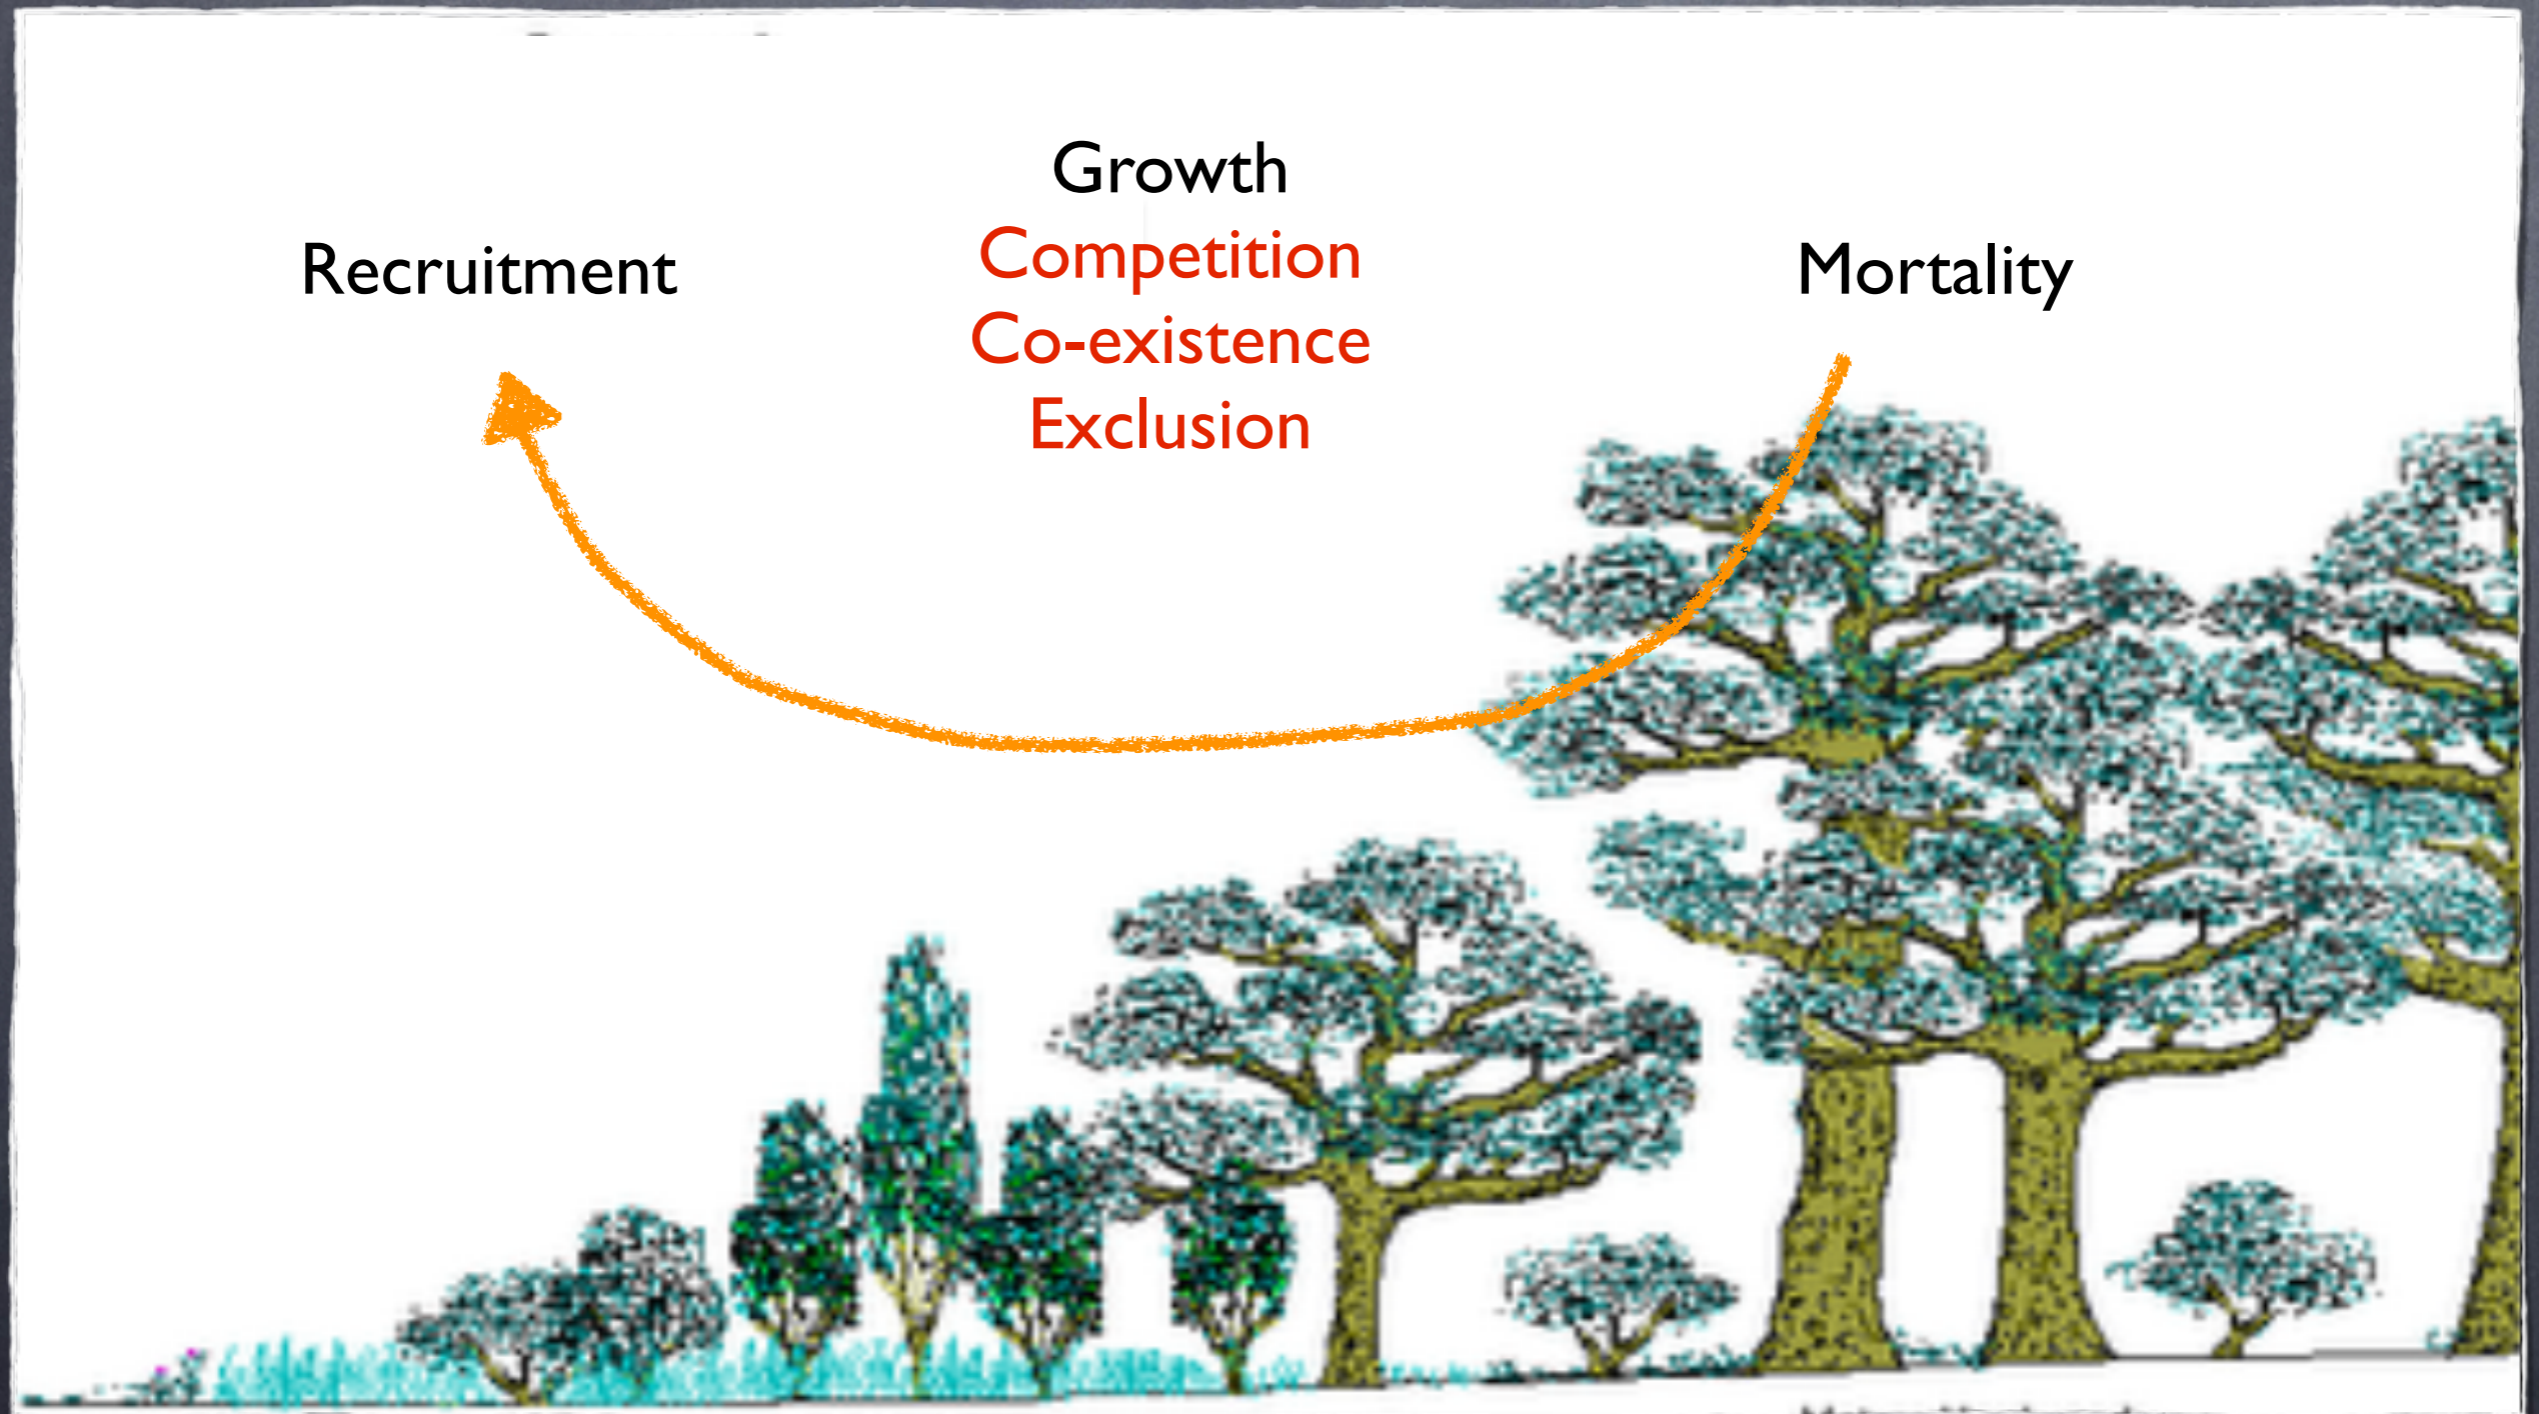 Growth
Recruitment
Competition
Mortality
Co-existence
Exclusion